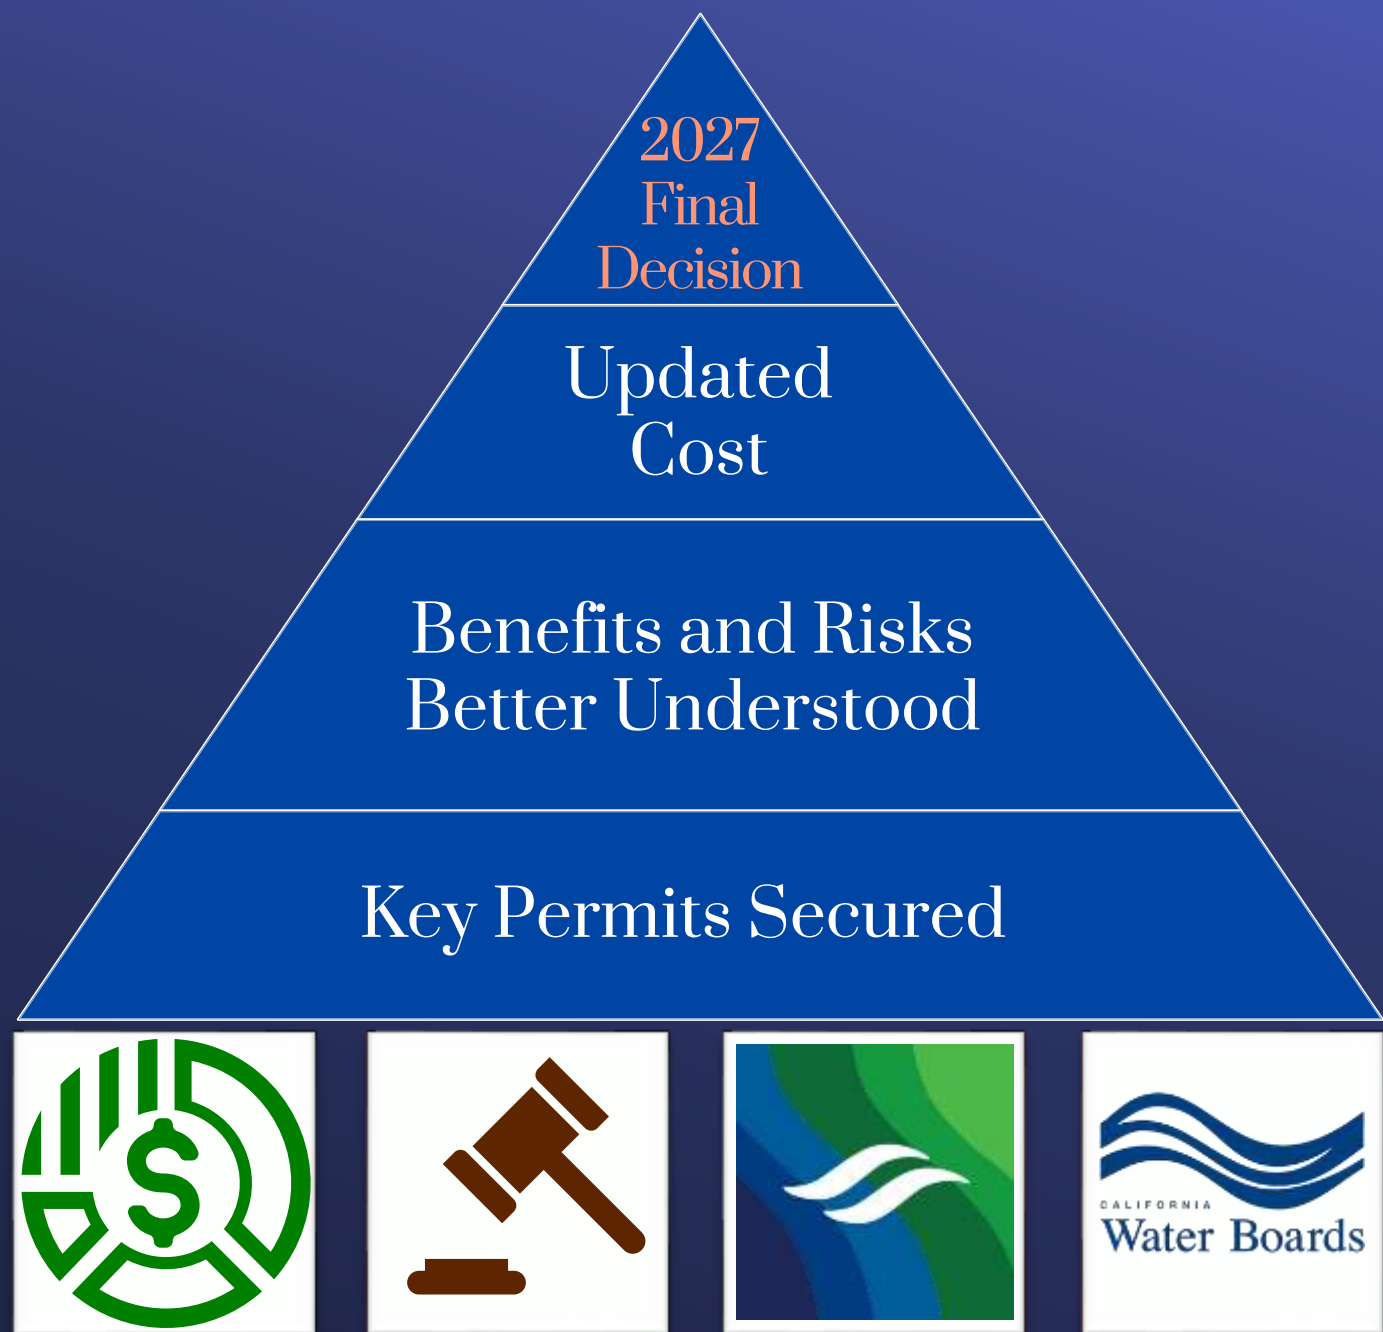 2027
Final
Decision
Updated
Cost
Benefits and Risks
Better Understood
Key Permits Secured
$
CALIFORNIA
Water Boards